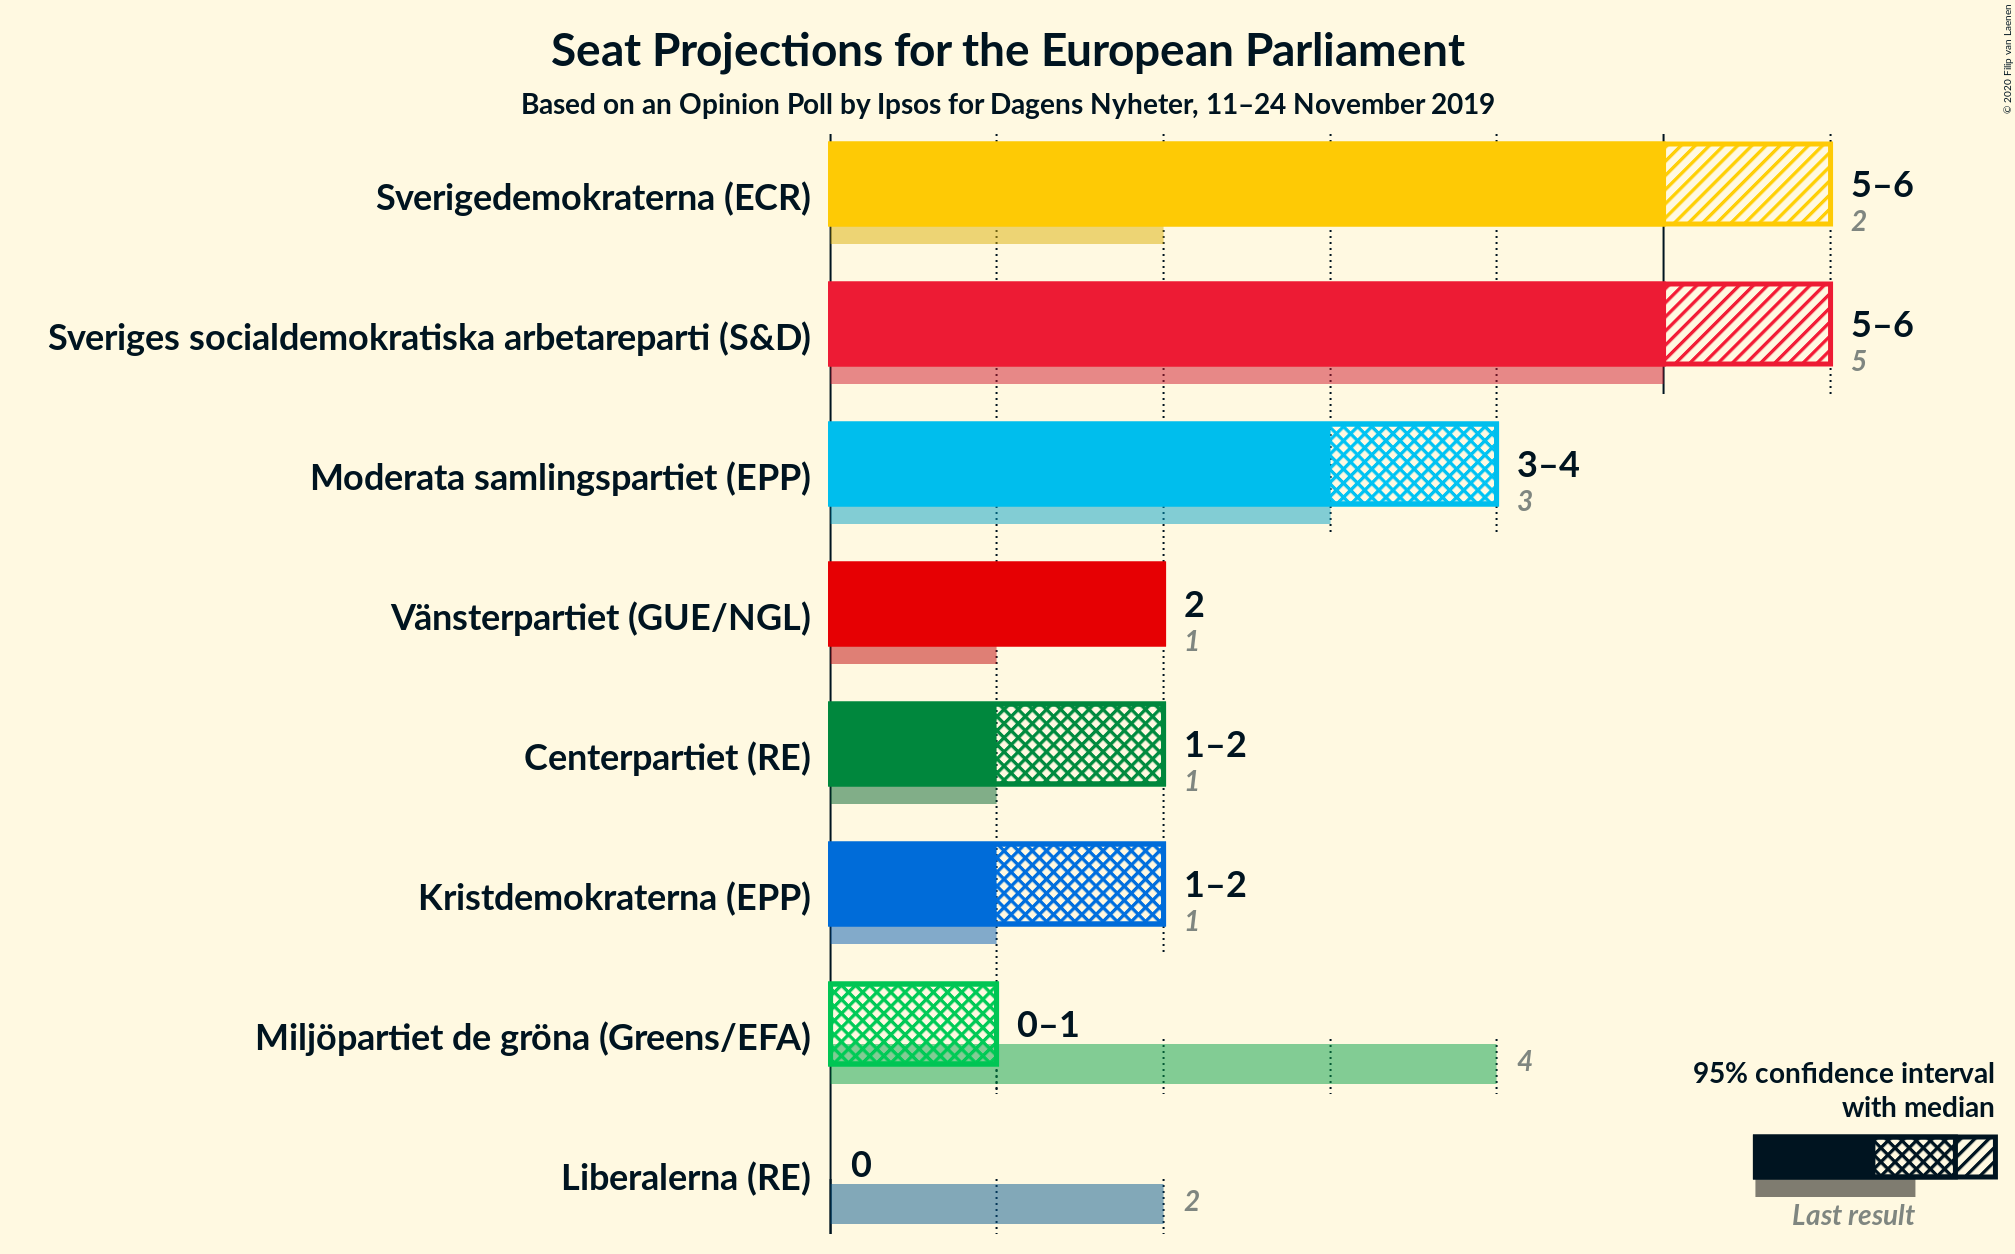 Seat Projections for the European Parliament
Based on an Opinion Poll by Ipsos for Dagens Nyheter, 11–24 November 2019
© 2020 Filip van Laenen
Sverigedemokraterna (ECR)
5–6
2
Sveriges socialdemokratiska arbetareparti (S&D)
5–6
5
Moderata samlingspartiet (EPP)
3–4
3
Vänsterpartiet (GUE/NGL)
2
1
Centerpartiet (RE)
1–2
1
Kristdemokraterna (EPP)
1–2
1
Miljöpartiet de gröna (Greens/EFA)
0–1
4
Liberalerna (RE)
0
2
95% confidence interval
with median
Last result